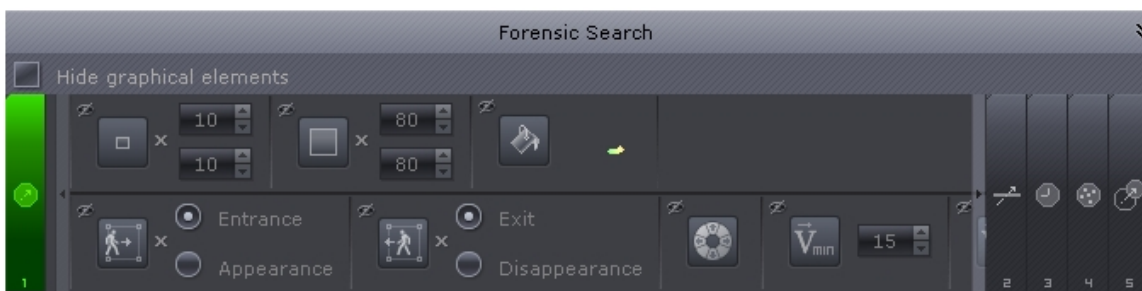 Forensic Search
Hide graphical elements
x 10 x 80
10 80
x Entrance x Exit
Appearance Disappearance
V min 15
1 2 3 4 5